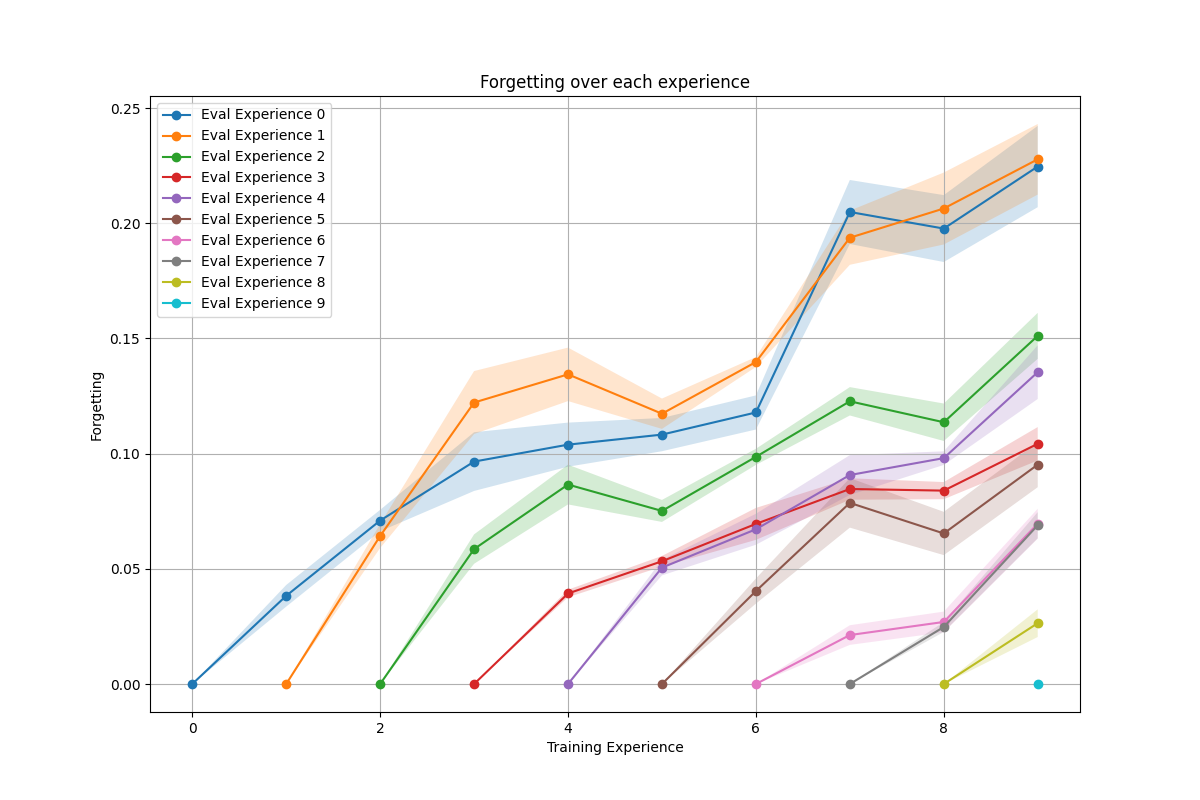 Forgetting over each experience
0.25
0.20
0.15
0.10
0.05
0.00
Forgetting
Eval Experience 0
Eval Experience 1
Eval Experience 2
Eval Experience 3
Eval Experience 4
Eval Experience 5
Eval Experience 6
Eval Experience 7
Eval Experience 8
Eval Experience 9
0 2 4 6 8
Training Experience